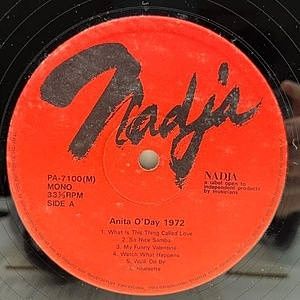 Nadja
PA-7100(M)
MONO
33⅓RPM
SIDE A
NADJA
a label open to
independent products
by musicians
Anita O'Day 1972
1. What Is This Thing Called Love
2. So Nice Samba
3. My Funny Valentine
4. Watch What Happens
5. Will Be By